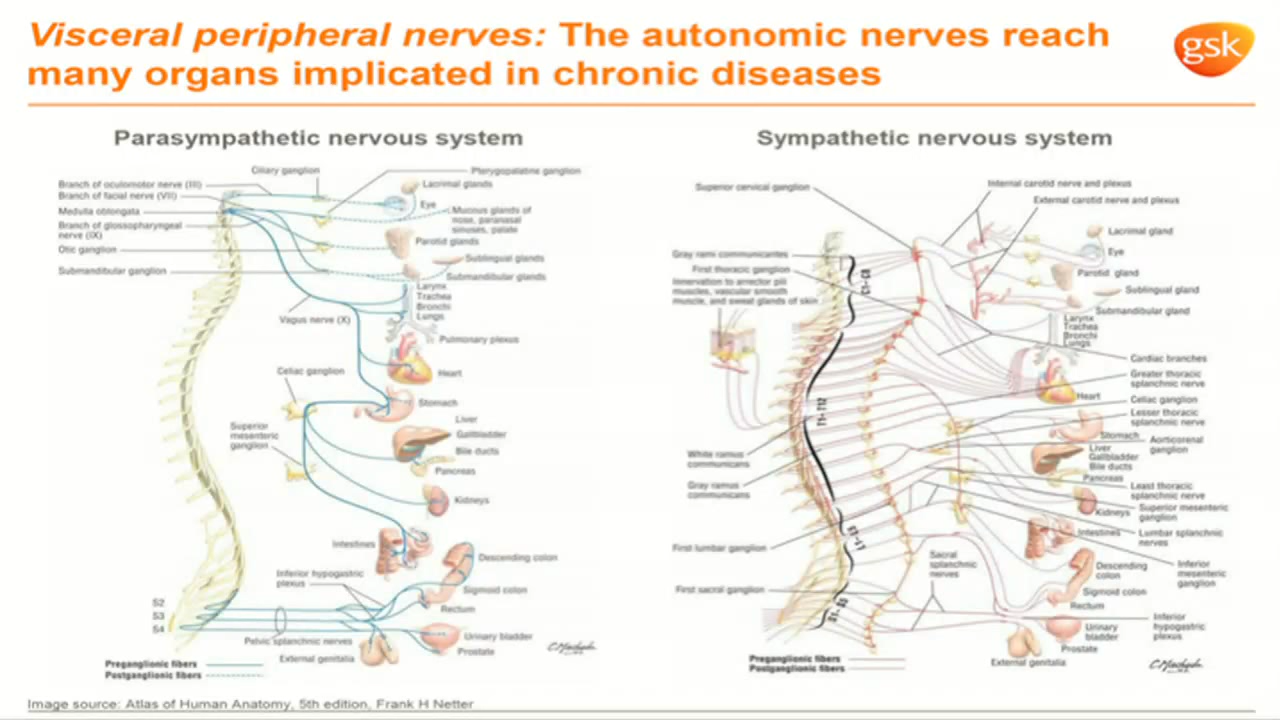 Visceral peripheral nerves: The autonomic nerves reach
many organs implicated in chronic diseases
gsk
Parasympathetic nervous system
Ciliary ganglion
Pterygopalatine ganglion
Branch of oculomotor nerve (III)
Branch of facial nerve (VII)
Medulla oblongata
Branch of glossopharyngeal
nerve (IX)
Otic ganglion
Submandibular ganglion
Lacrimal glands
Eye
Mucous glands of
nose, paranasal
sinuses, palate
Parotid glands
Sublingual glands
Submandibular glands
Larynx
Trachea
Bronchi
Lungs
Vagus nerve (X)
Pulmonary plexus
Heart
Celiac ganglion
Stomach
Superior
mesenteric
ganglion
Liver
Gallbladder
Bile ducts
Pancreas
Kidneys
Intestines
Descending colon
Inferior hypogastric
plexus
Sigmoid colon
Rectum
S2
S3
S4
Pelvic splanchnic nerves
Urinary bladder
Prostate
External genitalia
Preganglionic fibers
Postganglionic fibers
Sympathetic nervous system
Superior cervical ganglion
Internal carotid nerve and plexus
External carotid nerve and plexus
Lacrimal gland
Eye
Parotid gland
Sublingual gland
Submandibular gland
Gray rami communicantes
First thoracic ganglion
Innervation to arrector pili
muscles, vascular smooth
muscle, and sweat glands of skin
C1-C8
Larynx
Trachea
Bronchi
Lungs
Cardiac branches
Greater thoracic
splanchnic nerve
Heart
Celiac ganglion
Lesser thoracic
splanchnic nerve
T1-T12
Stomach
Aorticorenal
ganglion
Liver
Gallbladder
Bile ducts
Pancreas
White ramus
communicans
Gray ramus
communicans
Least thoracic
splanchnic nerve
Kidneys
Superior mesenteric
ganglion
Intestines
Lumbar splanchnic
nerves
First lumbar ganglion
Sacral
splanchnic
nerves
Descending
colon
Inferior
mesenteric
ganglion
First sacral ganglion
Sigmoid colon
Rectum
S1-S5
Urinary
bladder
Prostate
Inferior
hypogastric
plexus
External genitalia
Preganglionic fibers
Postganglionic fibers
Image source: Atlas of Human Anatomy, 5th edition, Frank H Netter